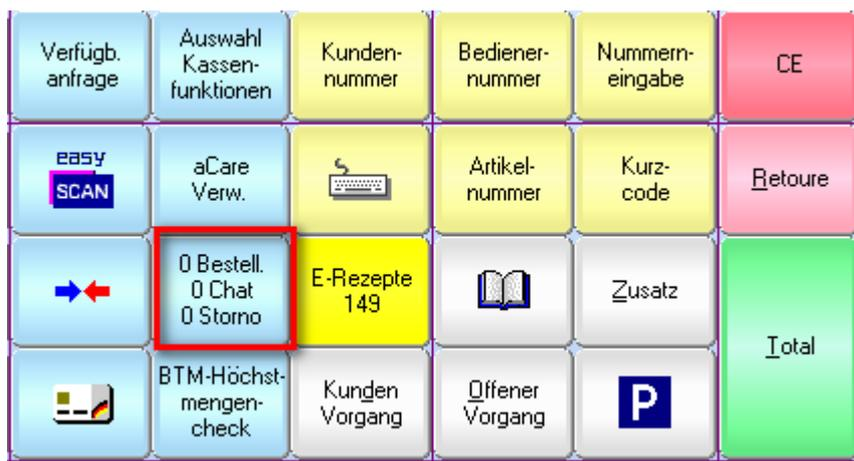 Verfügb.
anfrage
Auswahl
Kassen-
funktionen
Kunden-
nummer
Bediener-
nummer
Nummern-
eingabe
CE
easy
SCAN
aCare
Verw.
Artikel-
nummer
Kurz-
code
Retoure
0 Bestell.
0 Chat
0 Storno
E-Rezepte
149
Zusatz
Total
BTM-Höchst-
mengen-
check
Kunden
Vorgang
Offener
Vorgang
P